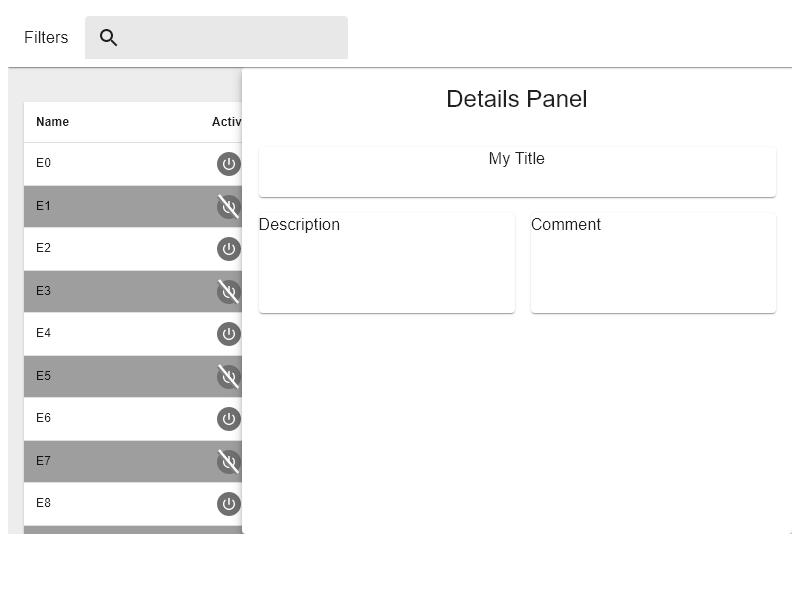 Filters
Details Panel
Name Activ
My Title
E0
E1
Description Comment
E2
E3
E4
E5
E6
E7
E8